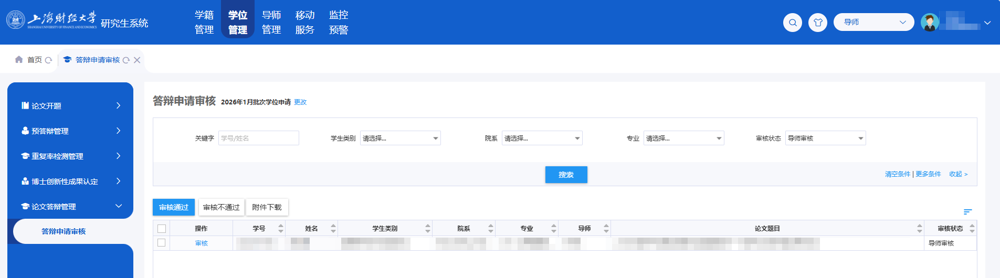 上海财经大学
SHANGHAI UNIVERSITY OF FINANCE AND ECONOMICS
研究生系统
学籍管理
学位管理
导师管理
移动服务
监控预警
导师
首页
答辩申请审核
论文开题
预答辩管理
重复率检测管理
博士创新性成果认定
论文答辩管理
答辩申请审核
答辩申请审核 2026年1月批次学位申请 更改
关键字 学号/姓名 学生类别 请选择... 院系 请选择... 专业 请选择... 审核状态 导师审核
搜索
清空条件 | 更多条件 收起 >
审核通过 审核不通过 附件下载
操作 学号 姓名 学生类别 院系 专业 导师 论文题目 审核状态
审核 导师审核